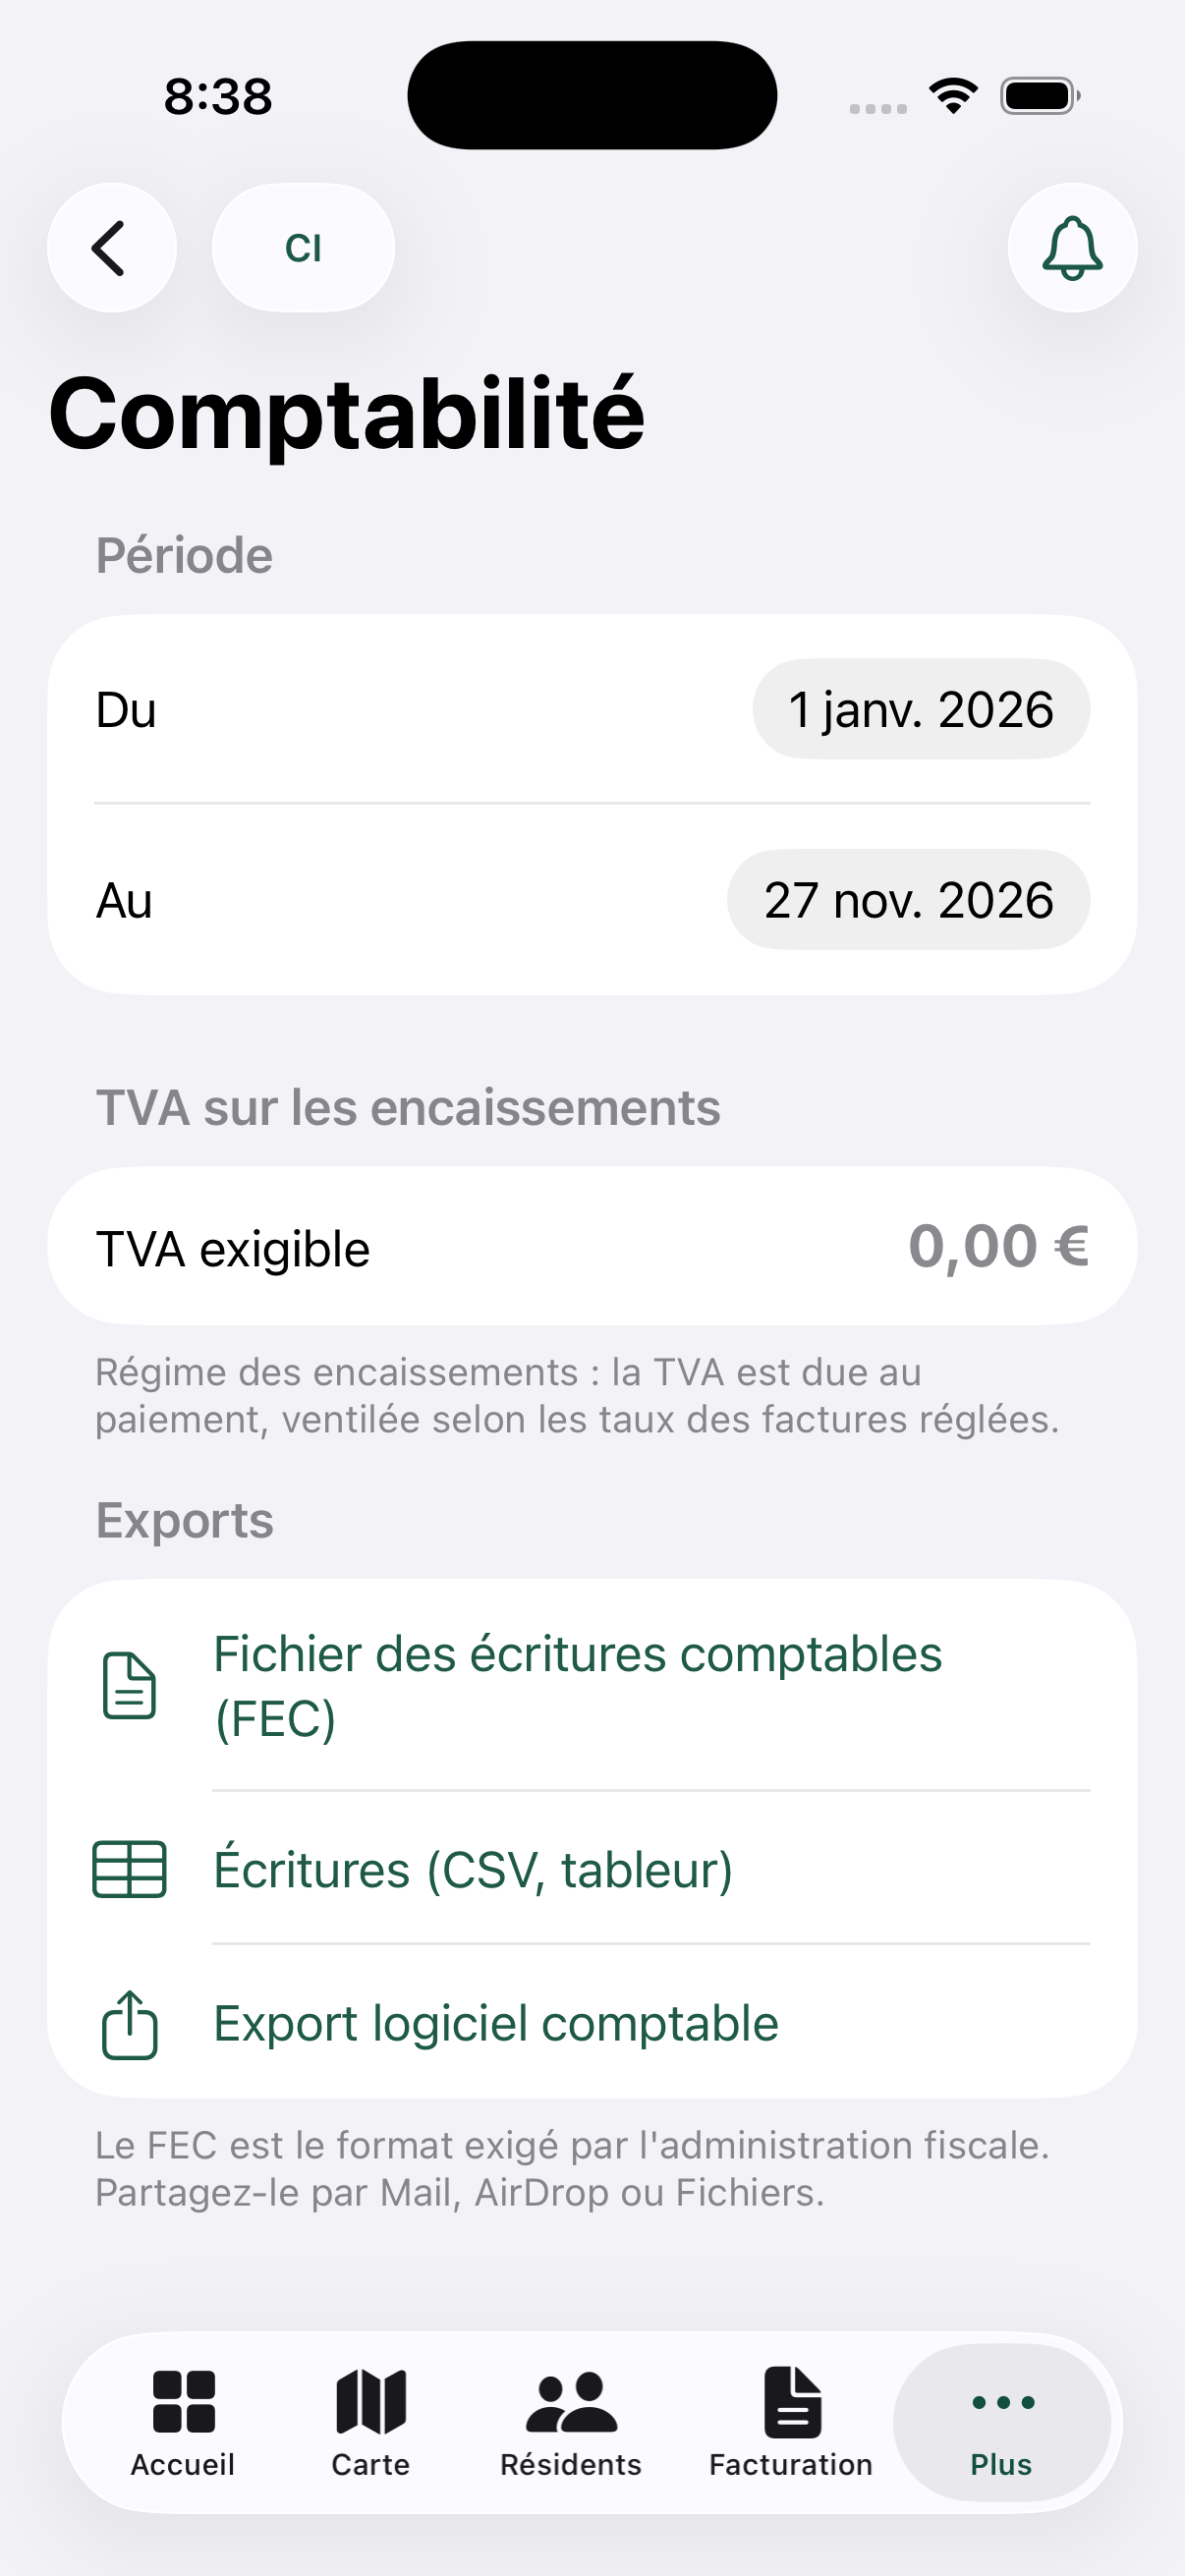 8:38
CI
Comptabilité
Période
Du
1 janv. 2026
Au
27 nov. 2026
TVA sur les encaissements
TVA exigible
0,00 €
Régime des encaissements : la TVA est due au
paiement, ventilée selon les taux des factures réglées.
Exports
Fichier des écritures comptables
(FEC)
Écritures (CSV, tableur)
Export logiciel comptable
Le FEC est le format exigé par l'administration fiscale.
Partagez-le par Mail, AirDrop ou Fichiers.
Accueil
Carte
Résidents
Facturation
Plus